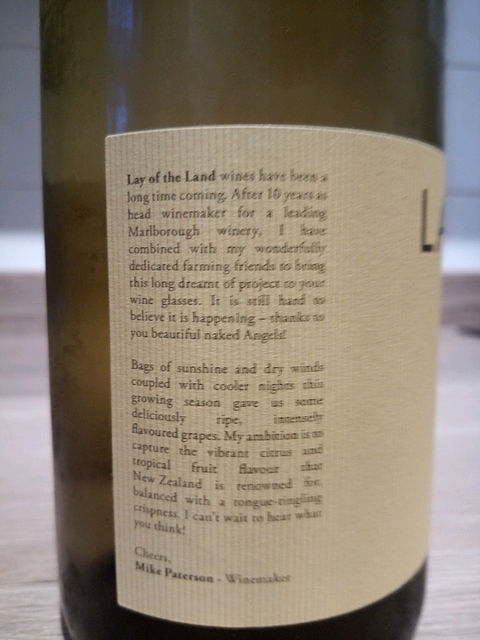 Lay of the Land wines have been a
long time coming. After 10 years as
head winemaker for a leading
Marlborough winery, I have
combined with my wonderfully
dedicated farming friends to bring
this long dreamt of project to your
wine glasses. It is still hard to
believe it is happening – thanks to
you beautiful naked Angels!
Bags of sunshine and dry winds
coupled with cooler nights this
growing season gave us some
deliciously ripe, intensely
flavoured grapes. My ambition is to
capture the vibrant citrus and
tropical fruit flavour that
New Zealand is renowned for,
balanced with a tongue-tingling
crispness. I can't wait to hear what
you think!
Cheers,
Mike Paterson - Winemaker